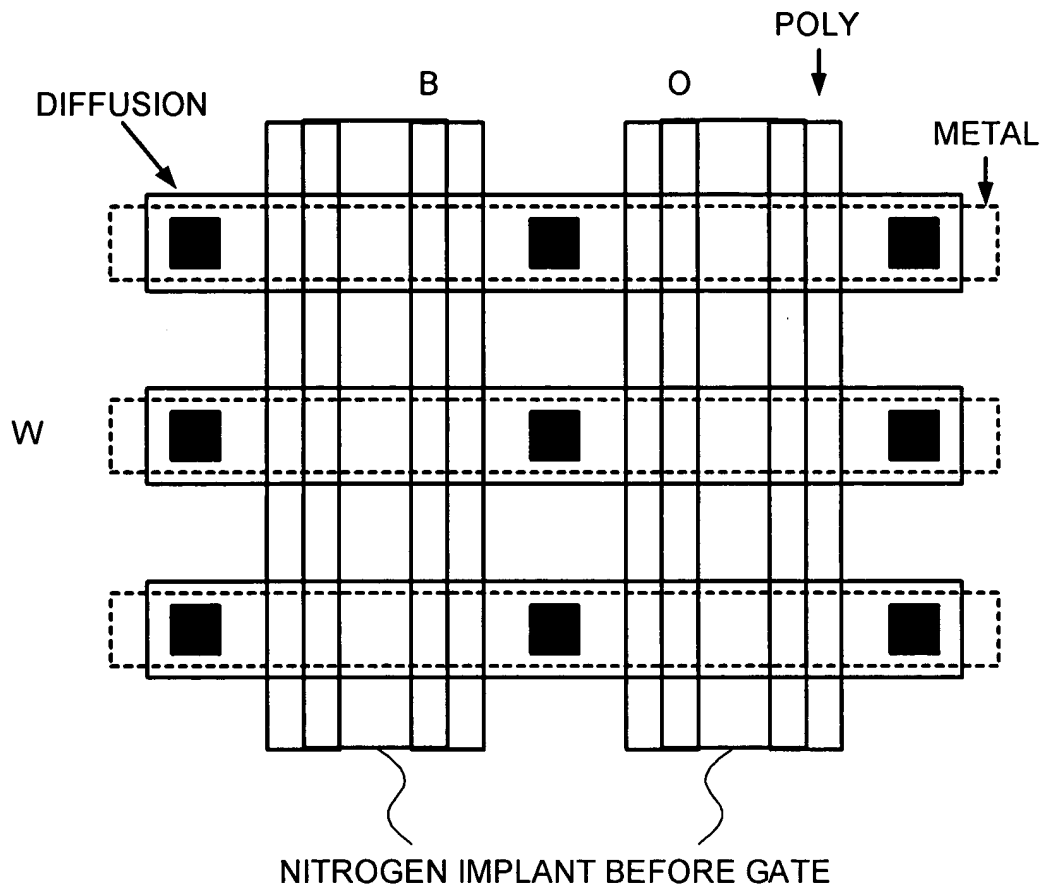 POLY
B
O
DIFFUSION
METAL
W
NITROGEN IMPLANT BEFORE GATE